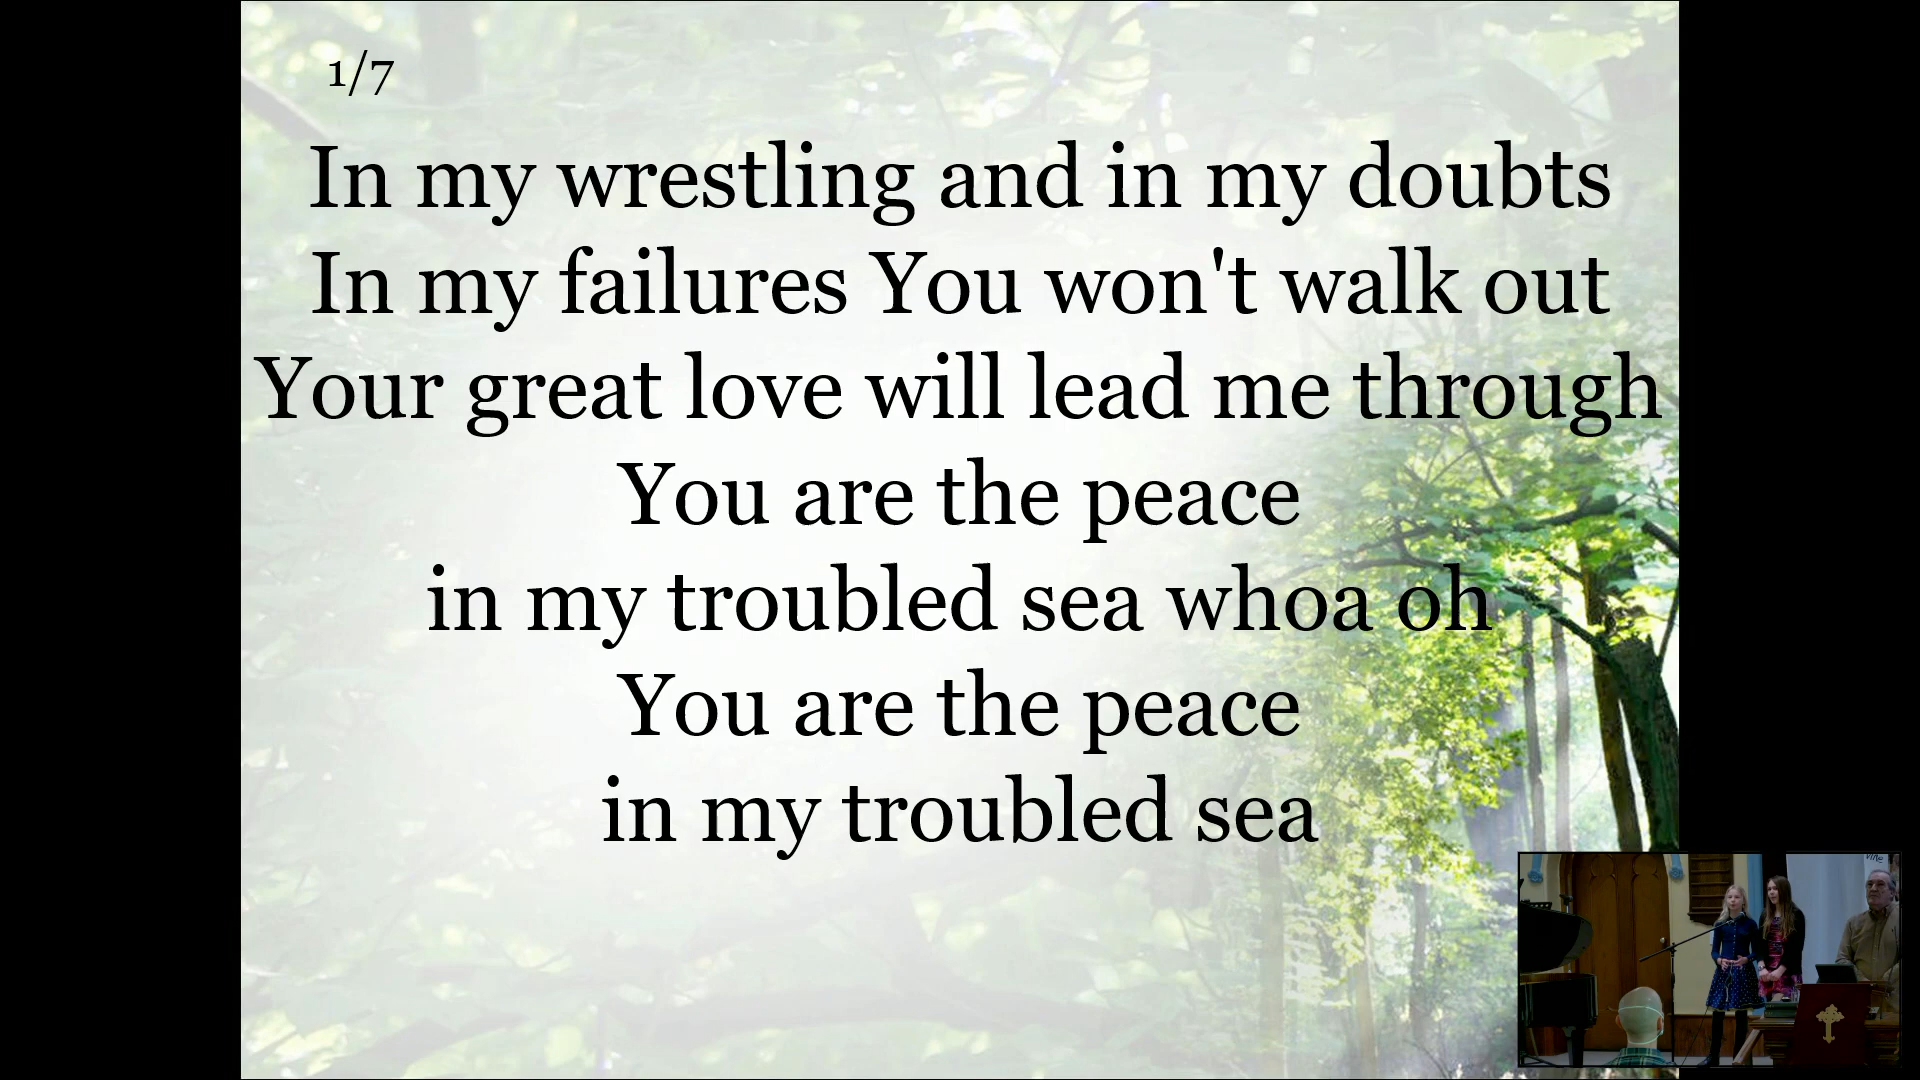 1/7
In my wrestling and in my doubts
In my failures You won't walk out
Your great love will lead me through
You are the peace
in my troubled sea whoa oh
You are the peace
in my troubled sea
vine